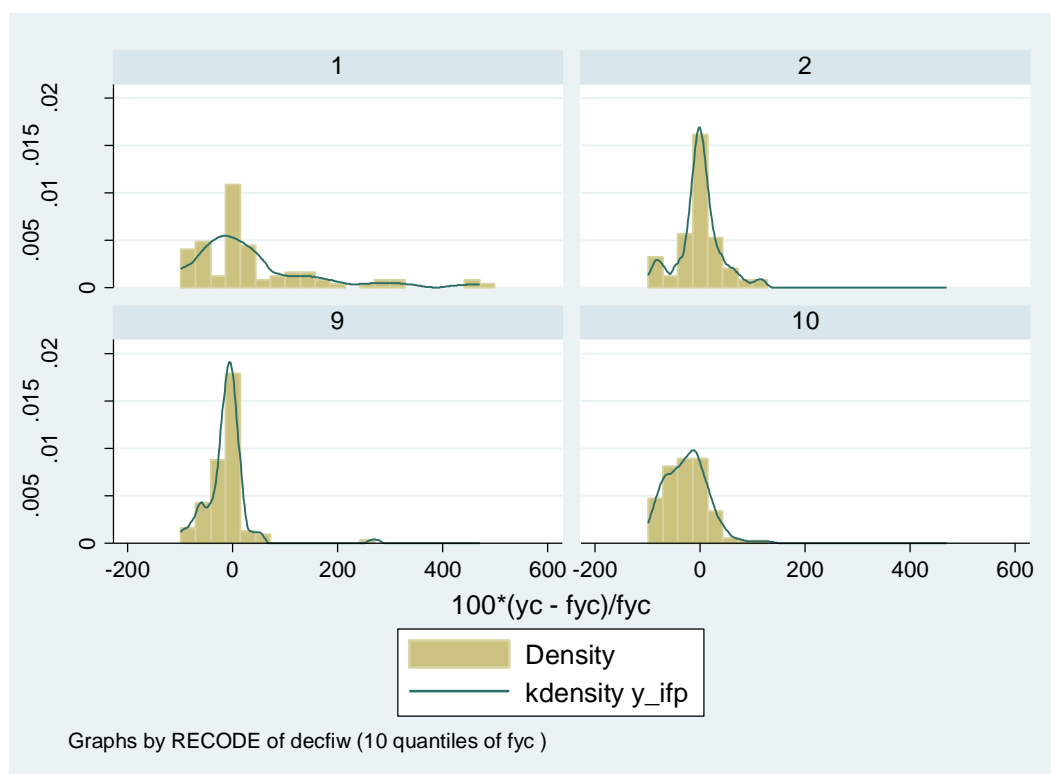 1
2
0 .005 .01 .015 .02
9
10
0 .005 .01 .015 .02
-200 0 200 400 600
-200 0 200 400 600
100*(yc - fyc)/fyc
Density
kdensity y_ifp
Graphs by RECODE of decfiw (10 quantiles of fyc )